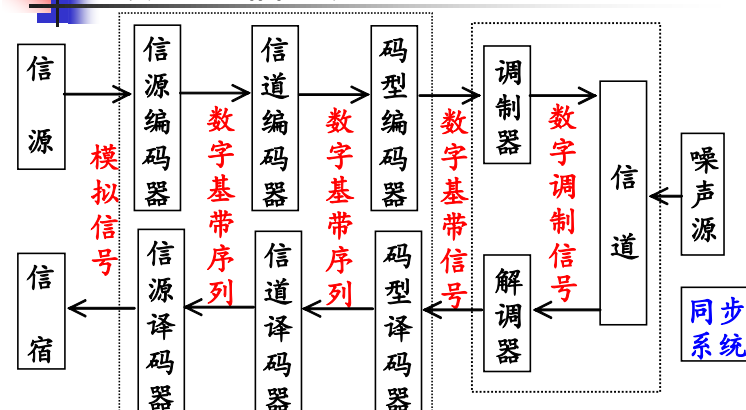 信源
信源编码器
信道编码器
码型编码器
调制器
模拟信号
数字基带序列
数字基带序列
数字基带信号
数字调制信号
信道
噪声源
信宿
信源译码器
信道译码器
码型译码器
解调器
同步
系统